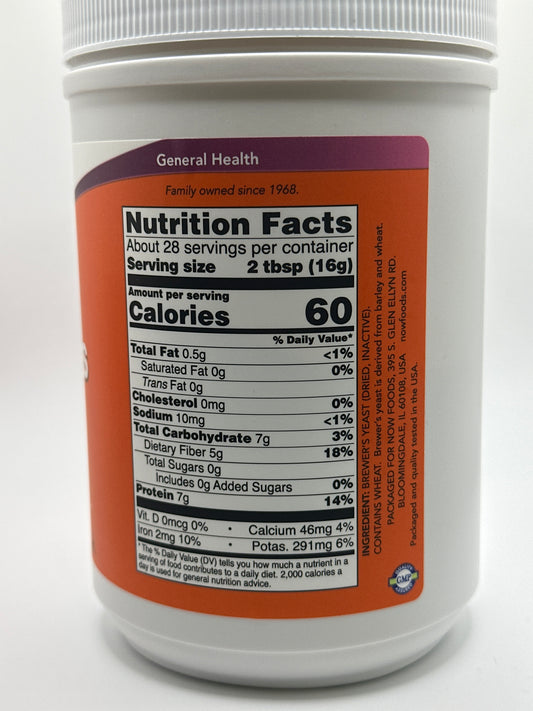 General Health
Family owned since 1968.
Nutrition Facts
About 28 servings per container
Serving size 2 tbsp (16g)
Amount per serving
Calories 60
% Daily Value*
Total Fat 0.5g <1%
Saturated Fat 0g 0%
Trans Fat 0g
Cholesterol 0mg 0%
Sodium 10mg <1%
Total Carbohydrate 7g 3%
Dietary Fiber 5g 18%
Total Sugars 0g
Includes 0g Added Sugars 0%
Protein 7g 14%
Vit. D 0mcg 0% • Calcium 46mg 4%
Iron 2mg 10% • Potas. 291mg 6%
*The % Daily Value (DV) tells you how much a nutrient in a
serving of food contributes to a daily diet. 2,000 calories a
day is used for general nutrition advice.
INGREDIENT: BREWER'S YEAST (DRIED, INACTIVE).
CONTAINS WHEAT. Brewer's yeast is derived from barley and wheat.
PACKAGED FOR NOW FOODS, 395 S. GLEN ELLYN RD.
BLOOMINGDALE, IL 60108, USA nowfoods.com
Packaged and quality tested in the USA.
GMP